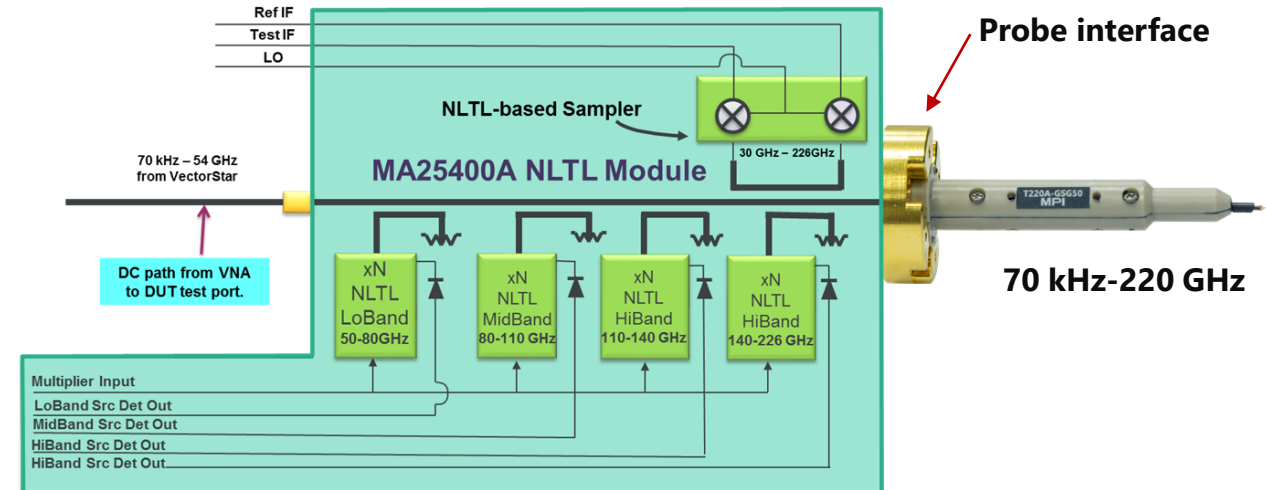 Ref IF
Test IF
LO
Probe interface
NLTL-based Sampler
30 GHz – 226GHz
70 kHz – 54 GHz
from VectorStar
MA25400A NLTL Module
T220A-GSG50
MPI
DC path from VNA
to DUT test port.
xN
NLTL
LoBand
50-80GHz
xN
NLTL
MidBand
80-110 GHz
xN
NLTL
HiBand
110-140 GHz
xN
NLTL
HiBand
140-226 GHz
70 kHz-220 GHz
Multiplier Input
LoBand Src Det Out
MidBand Src Det Out
HiBand Src Det Out
HiBand Src Det Out